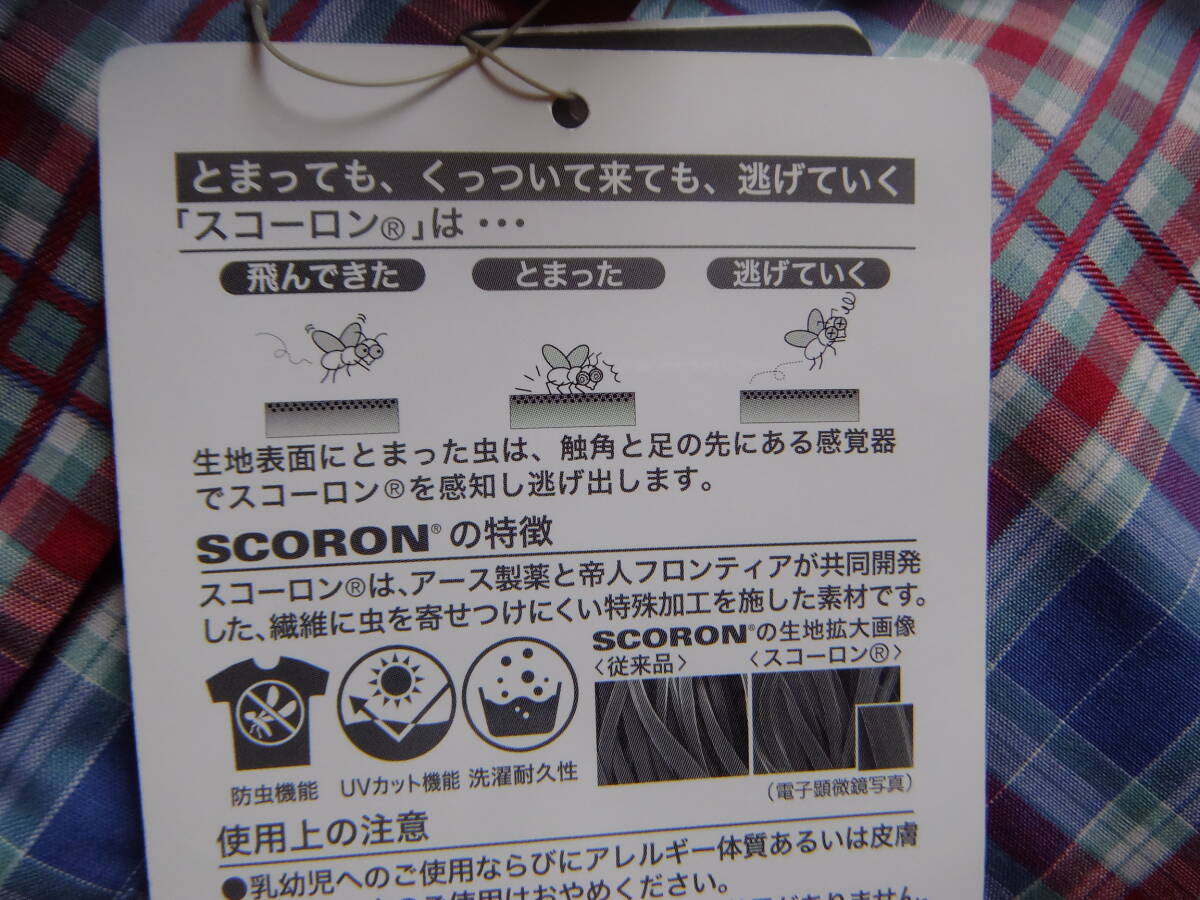 とまっても、くっついて来ても、逃げていく
「スコーロン®」は・・・
飛んできた とまった 逃げていく
生地表面にとまった虫は、触角と足の先にある感覚器
でスコーロン®を感知し逃げ出します。
SCORON®の特徴
スコーロン®は、アース製薬と帝人フロンティアが共同開発
した、繊維に虫を寄せつけにくい特殊加工を施した素材です。
SCORON®の生地拡大画像
〈従来品〉 〈スコーロン®〉
(電子顕微鏡写真)
防虫機能 UVカット機能 洗濯耐久性
使用上の注意
●乳幼児へのご使用ならびにアレルギー体質あるいは皮膚
のご使用はおやめください。
がありません。